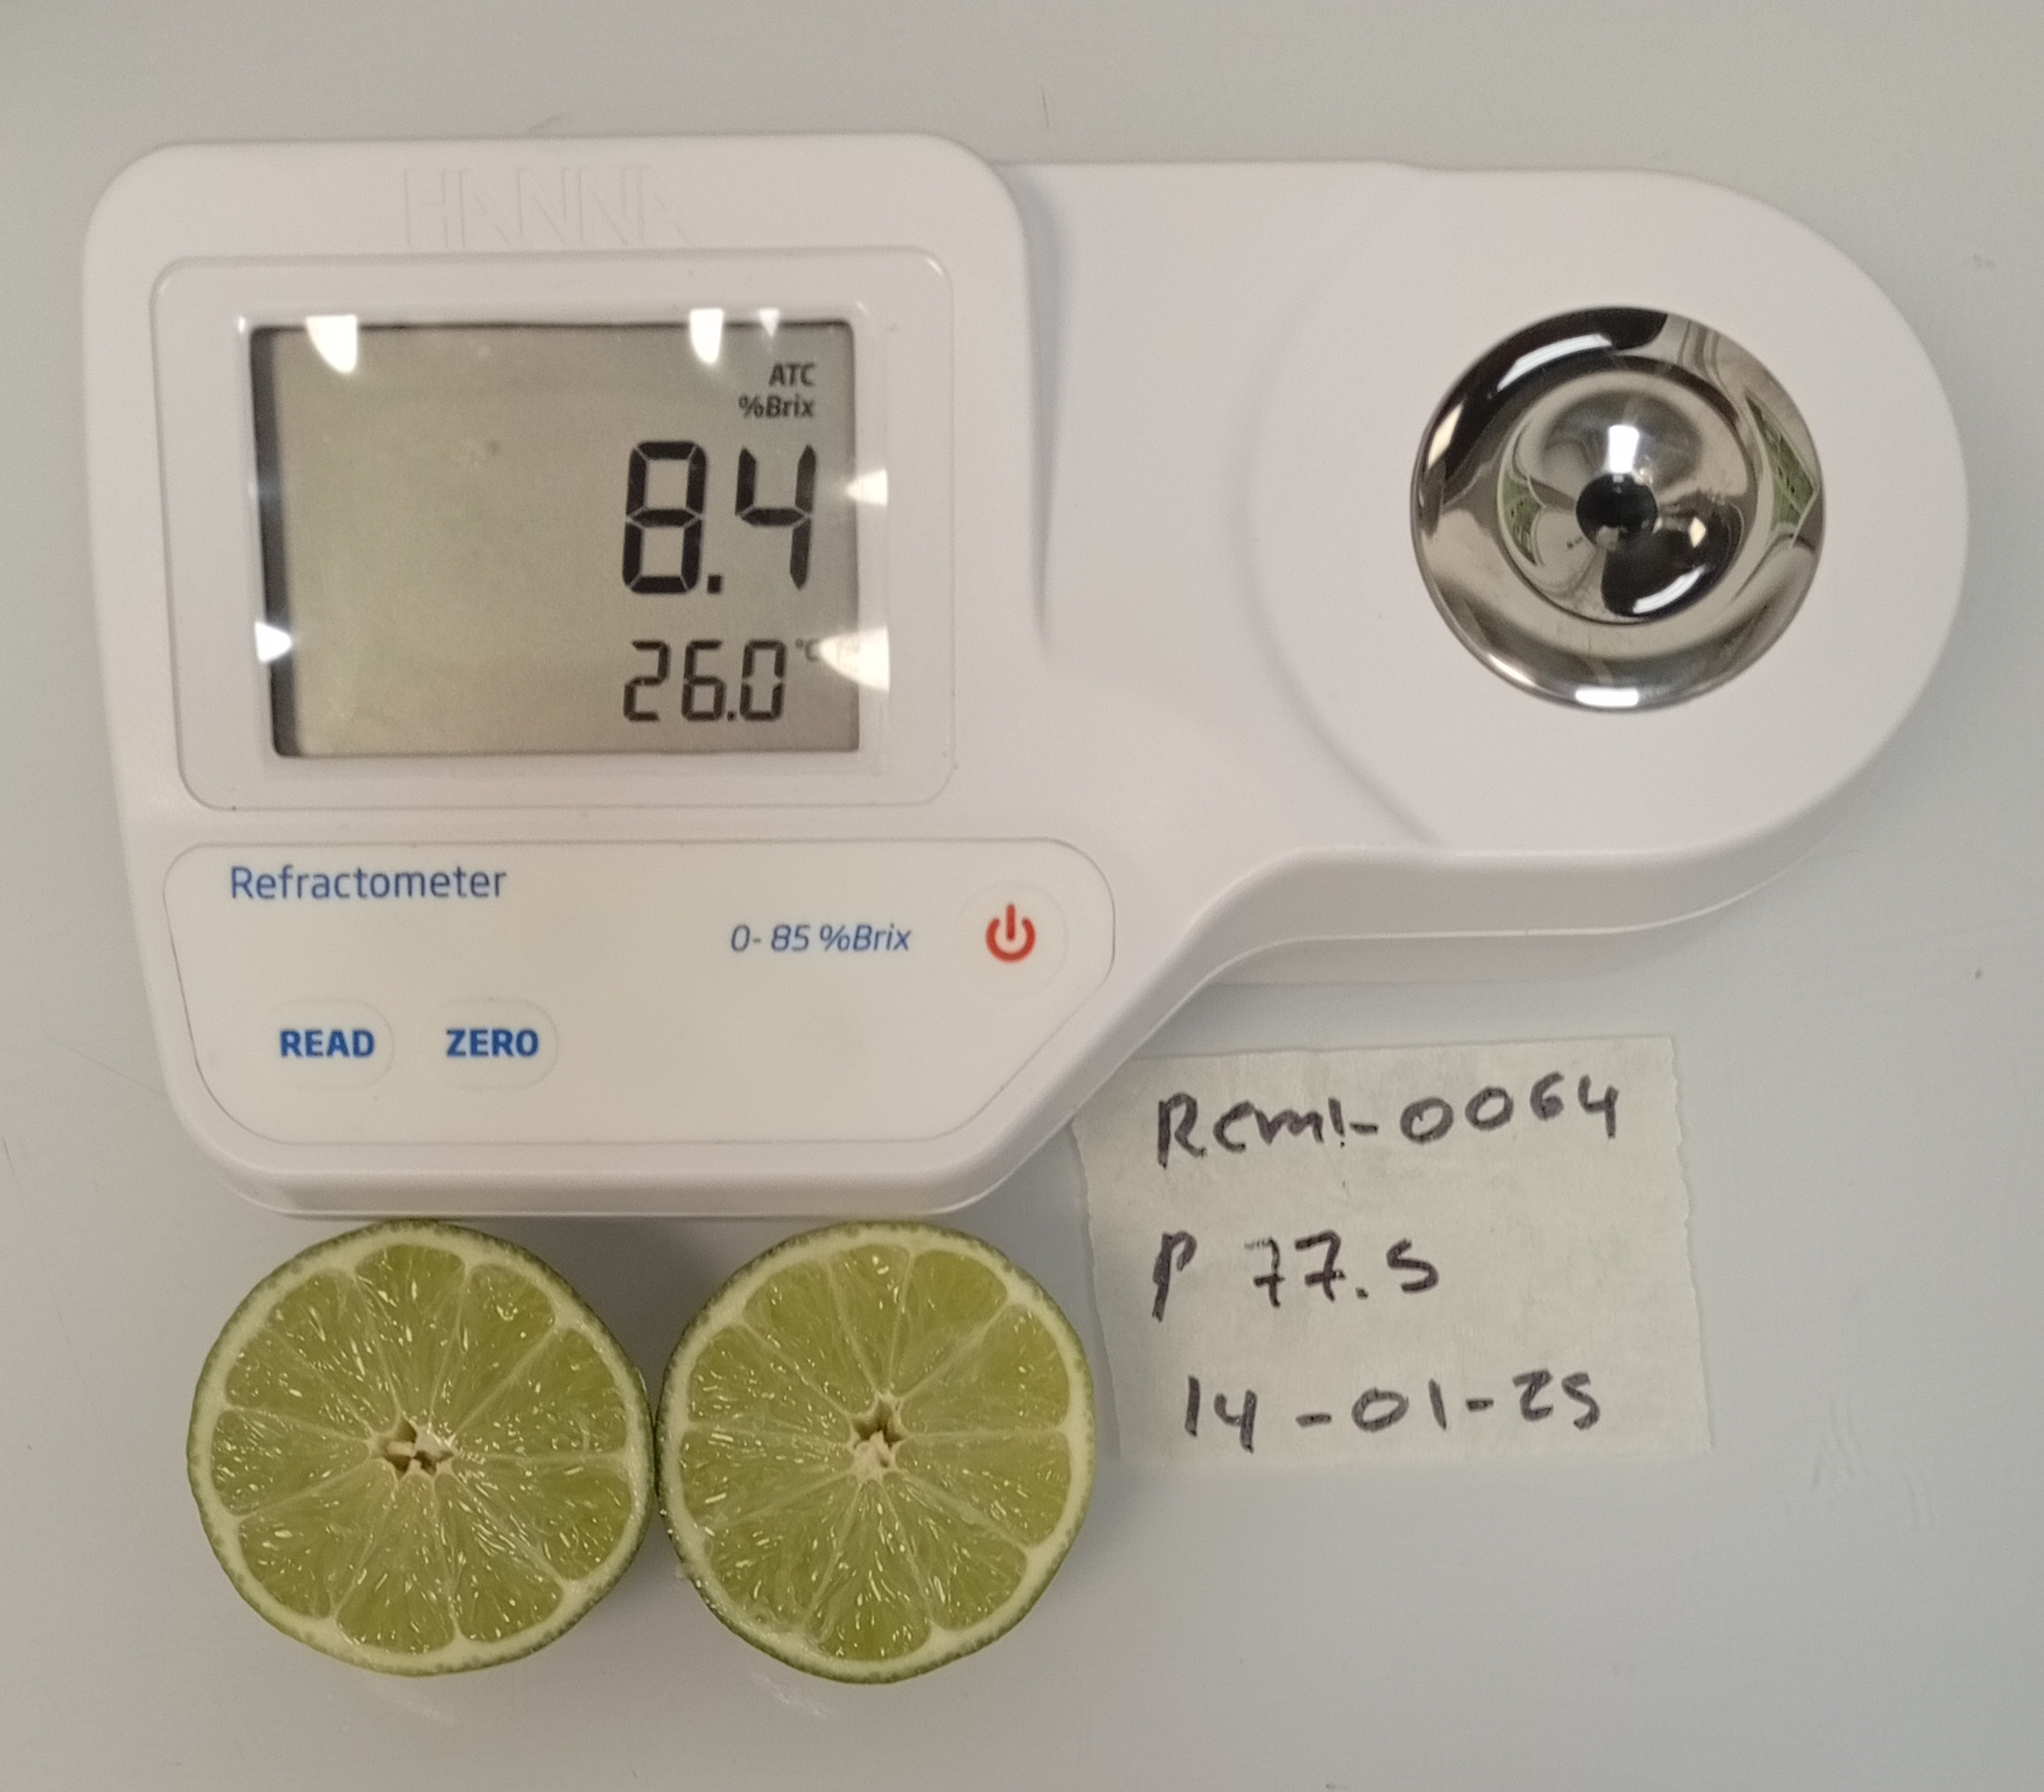 HANNA
ATC
%Brix
8.4
26.0 °C
Refractometer
0- 85 %Brix
READ
ZERO
Rcml-0064
P 77.5
14-01-25